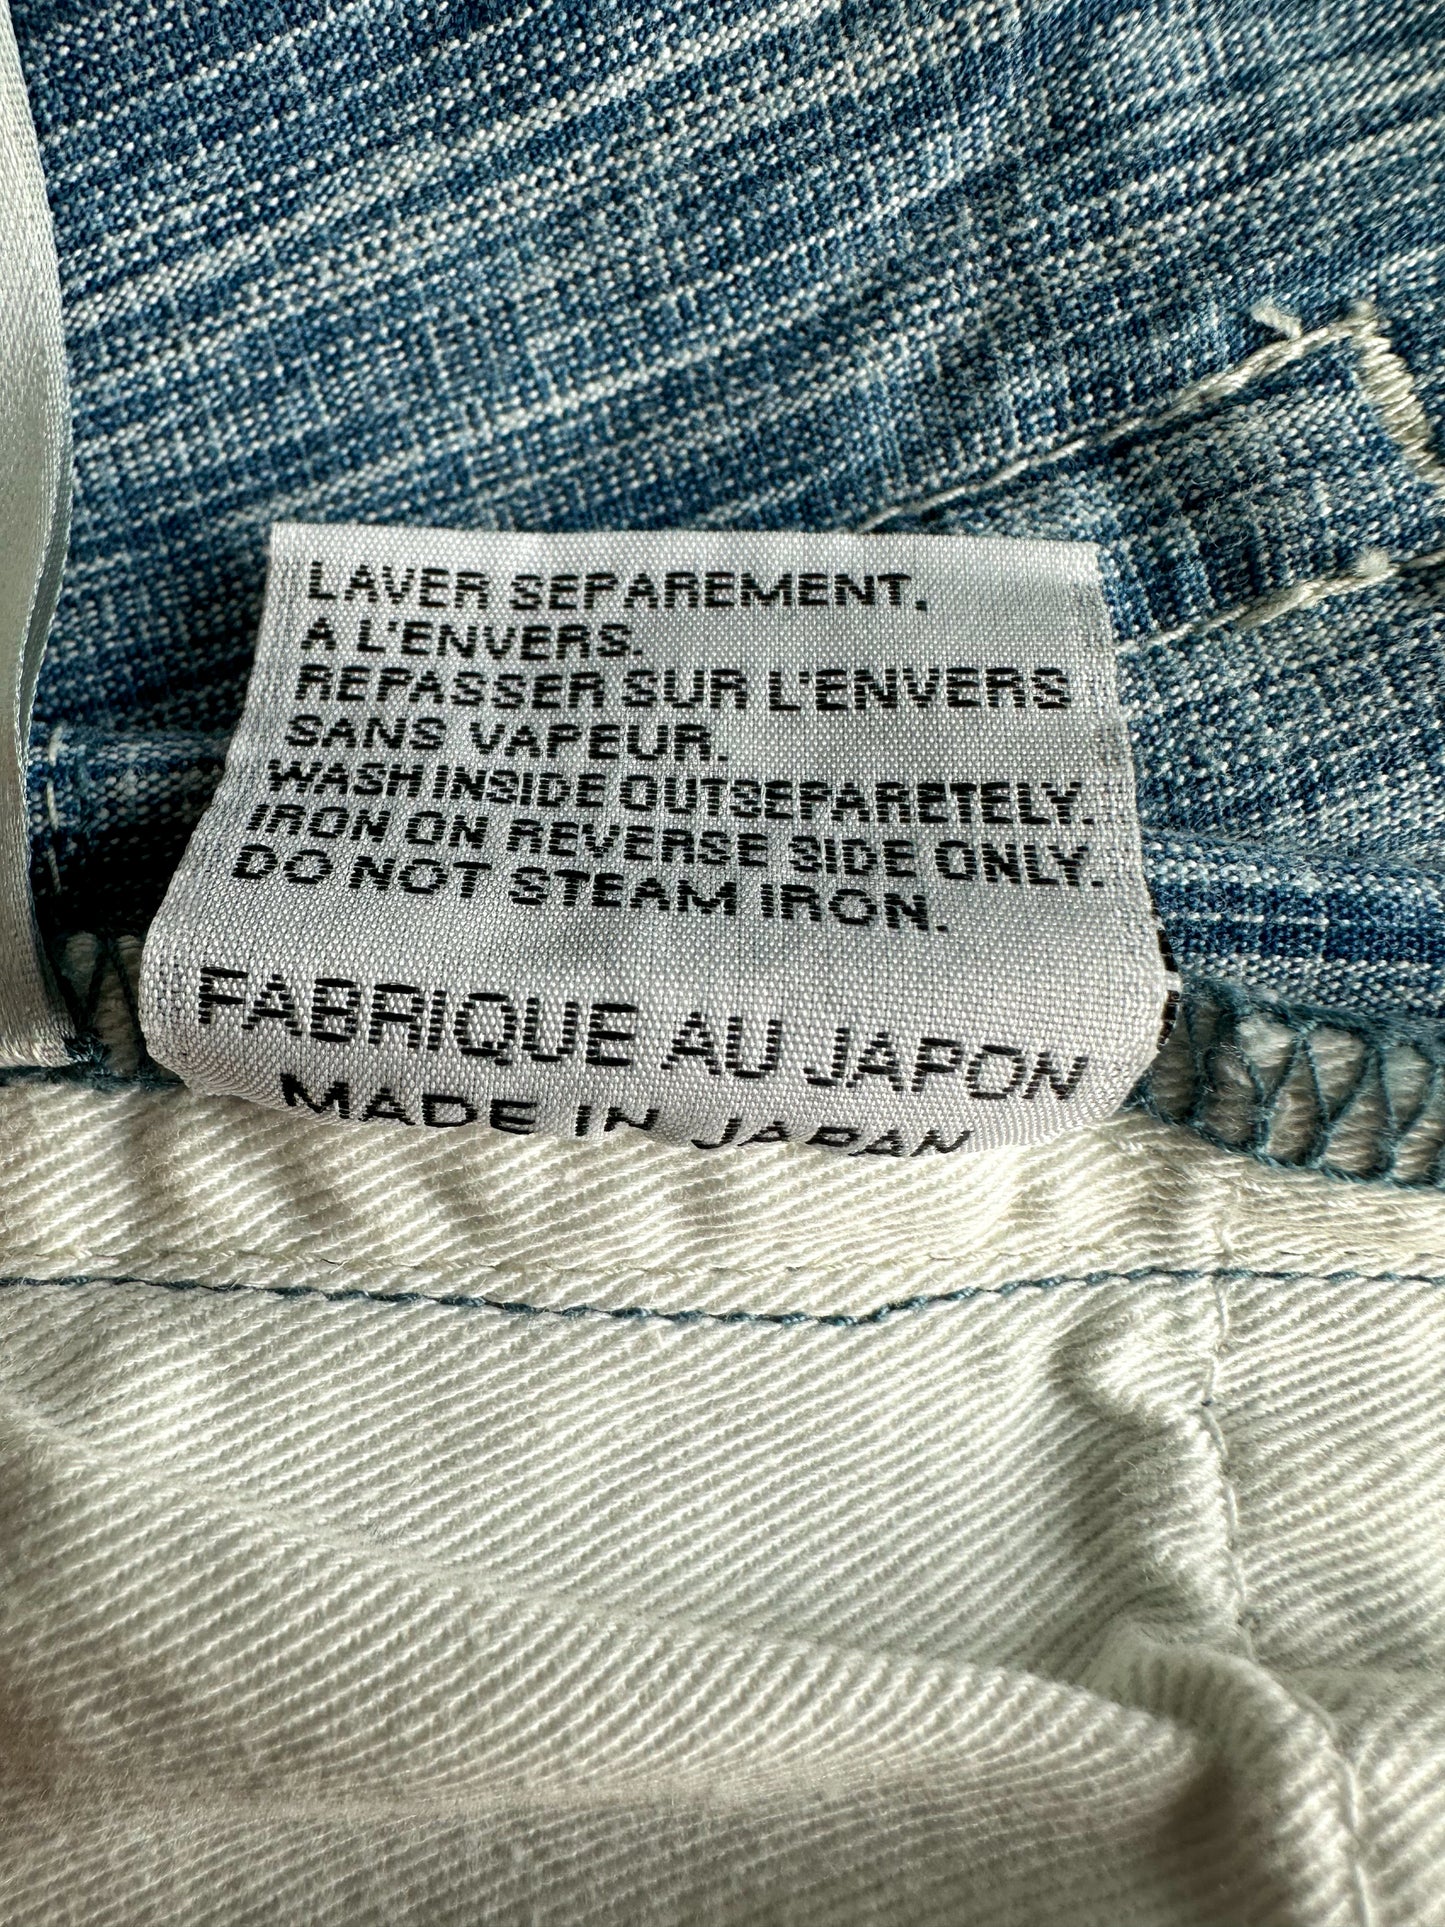 LAVER SEPAREMENT.
A L'ENVERS.
REPASSER SUR L'ENVERS
SANS VAPEUR.
WASH INSIDE OUTSEPARETELY.
IRON ON REVERSE SIDE ONLY.
DO NOT STEAM IRON.
FABRIQUE AU JAPON
MADE IN JAPAN